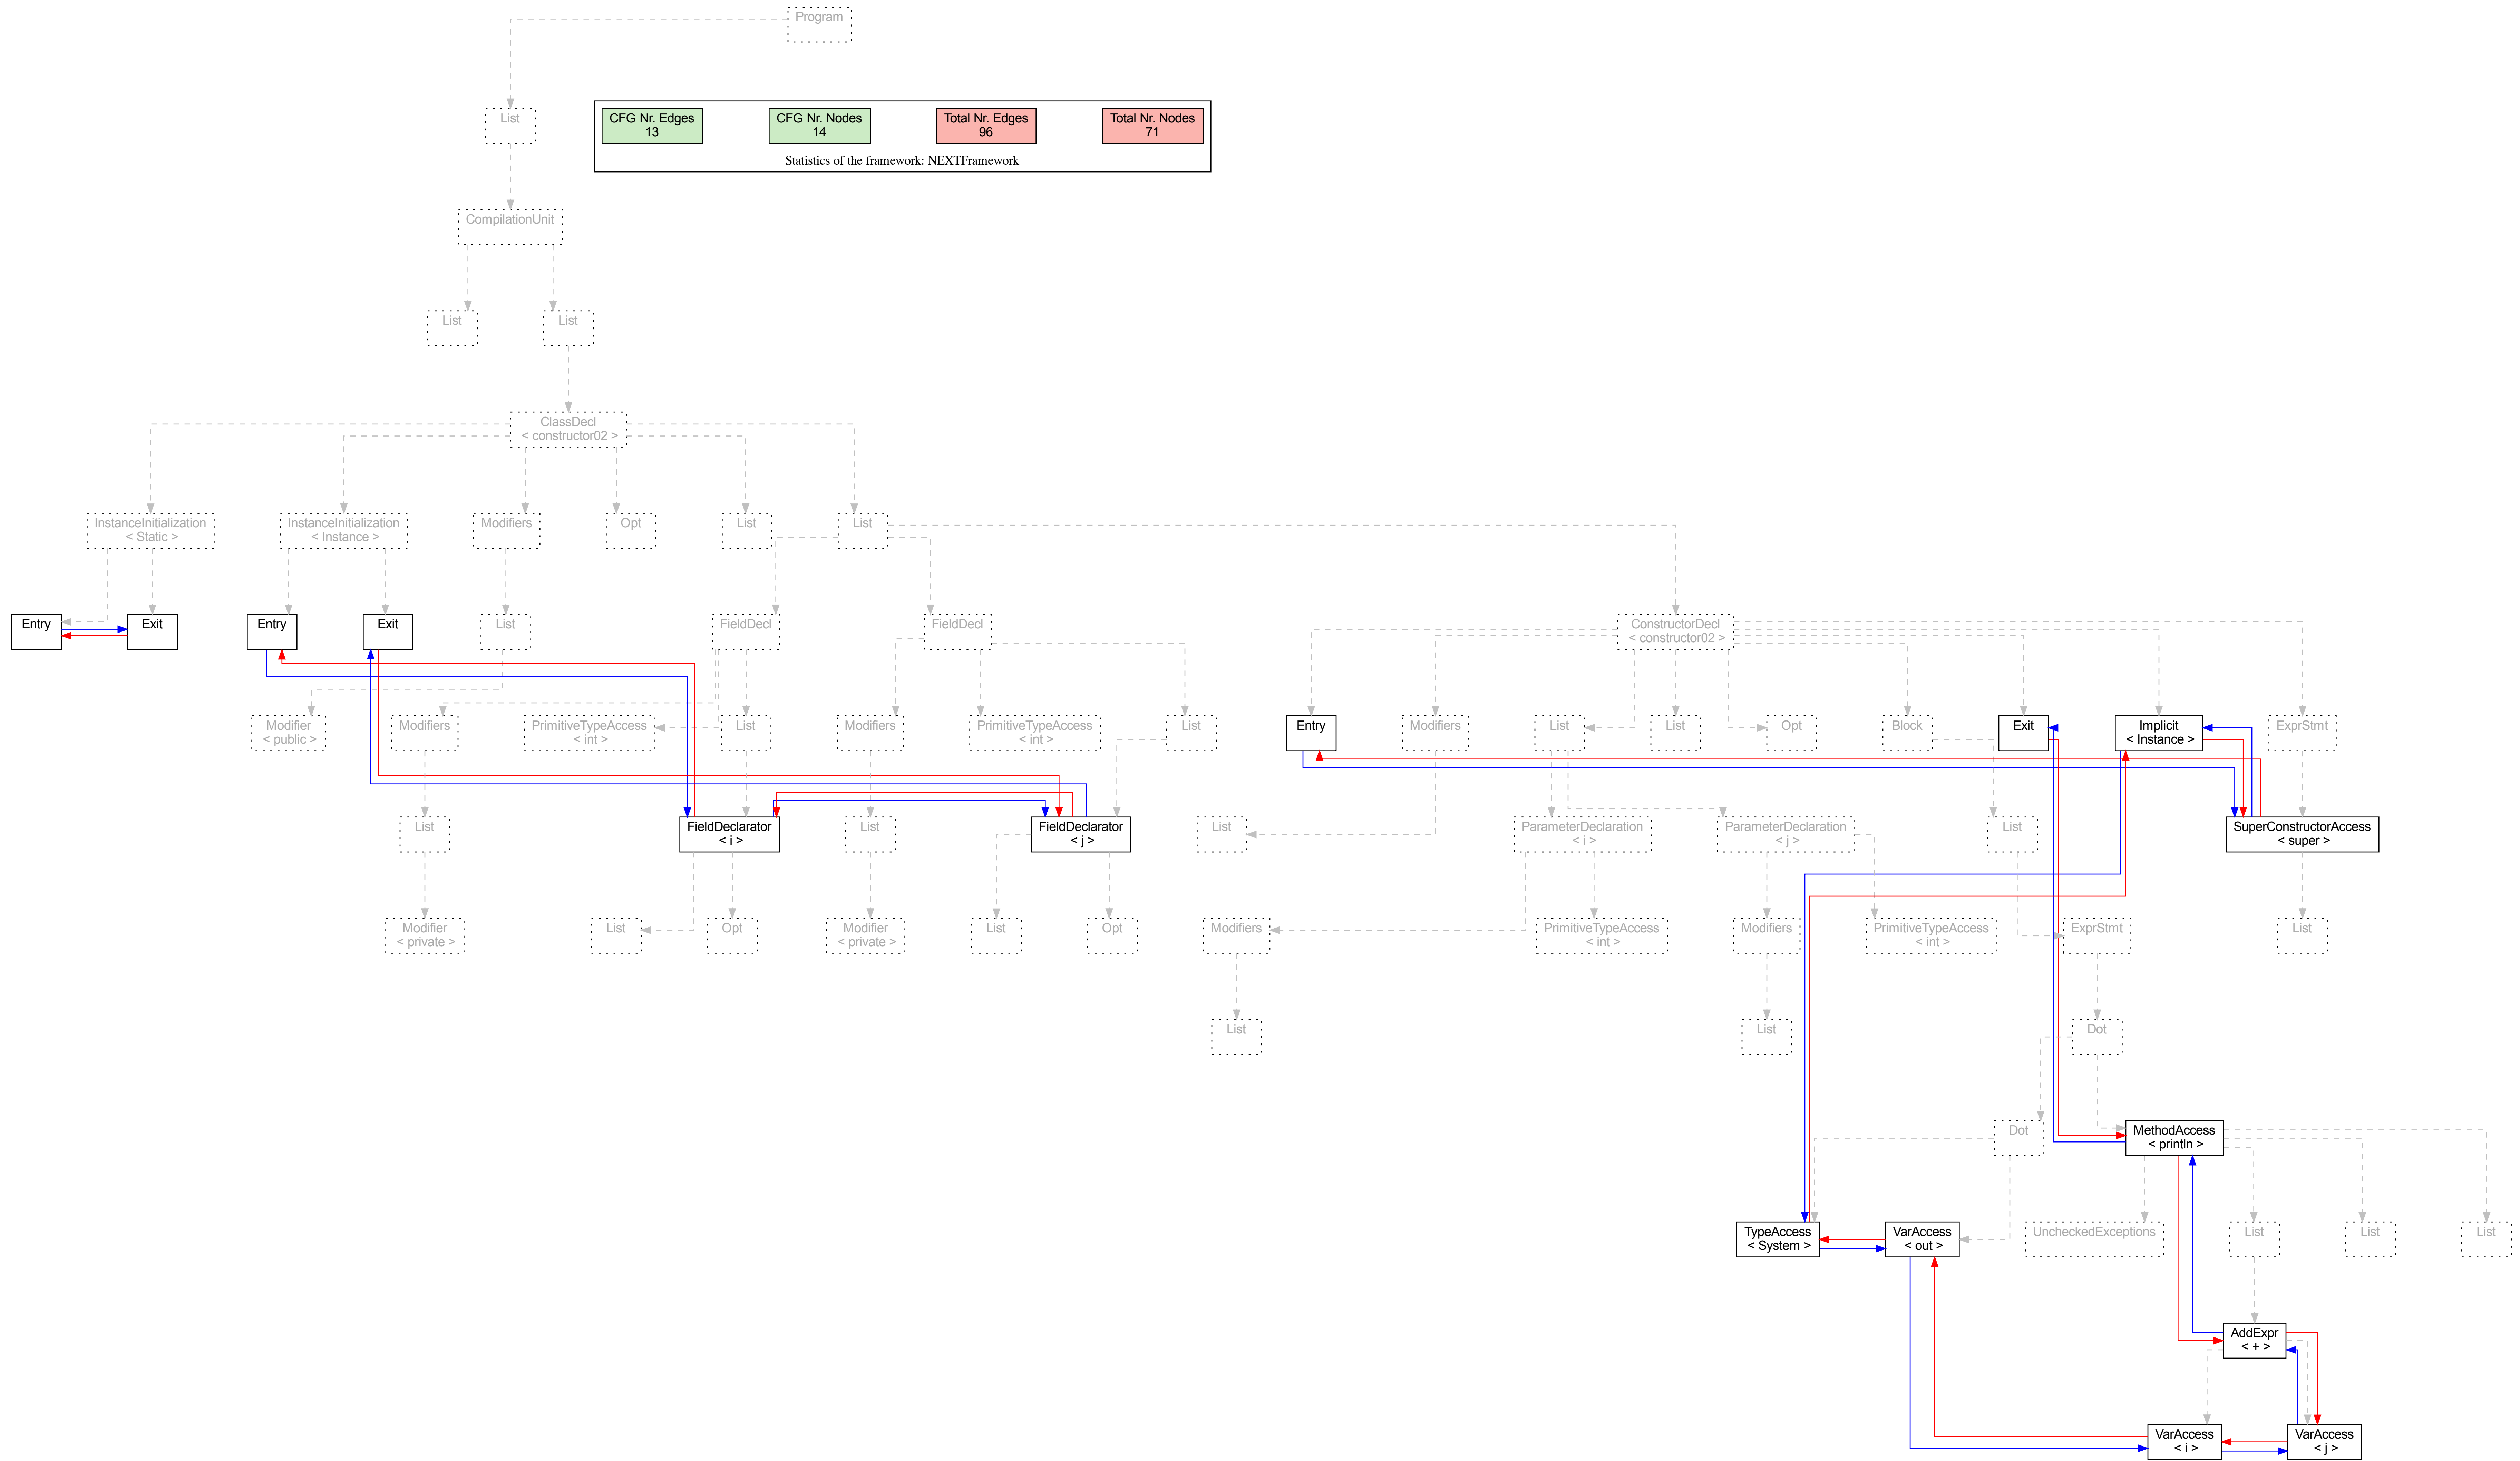 Program
List
CFG Nr. Edges
13
CFG Nr. Nodes
14
Total Nr. Edges
96
Total Nr. Nodes
71
Statistics of the framework: NEXTFramework
CompilationUnit
List
List
ClassDecl
< constructor02 >
InstanceInitialization
< Static >
InstanceInitialization
< Instance >
Modifiers
Opt
List
List
Entry
Exit
Entry
Exit
List
FieldDecl
FieldDecl
ConstructorDecl
< constructor02 >
Modifier
< public >
Modifiers
PrimitiveTypeAccess
< int >
List
Modifiers
PrimitiveTypeAccess
< int >
List
Entry
Modifiers
List
List
Opt
Block
Exit
Implicit
< Instance >
ExprStmt
List
FieldDeclarator
< i >
List
FieldDeclarator
< j >
List
ParameterDeclaration
< i >
ParameterDeclaration
< j >
List
SuperConstructorAccess
< super >
Modifier
< private >
List
Opt
Modifier
< private >
List
Opt
Modifiers
PrimitiveTypeAccess
< int >
Modifiers
PrimitiveTypeAccess
< int >
ExprStmt
List
List
List
Dot
Dot
MethodAccess
< println >
TypeAccess
< System >
VarAccess
< out >
UncheckedExceptions
List
List
List
AddExpr
< + >
VarAccess
< i >
VarAccess
< j >